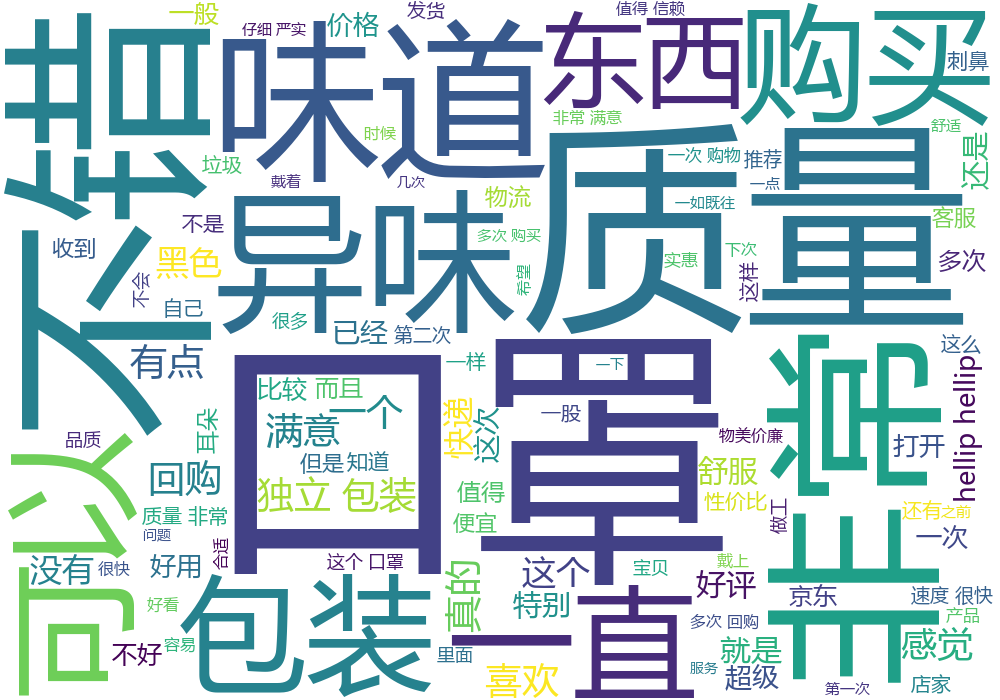 一般
发货
值得 信赖
仔细 严实
价格
不错
味道
东西
购买
刺鼻
非常 满意
舒适
时候
垃圾
戴着
几次
一次 购物
推荐
一点
还是
质量
物流
一如既往
客服
不是
异味
多次 购买
收到
黑色
实惠
下次
多次
不会
希望
这样
自己
很多
已经
第二次
有点
口罩
一样
一下
非常
这么
比较
而且
一个
快递
这次
一股
满意
耳朵
品质
物美价廉
打开
hellip hellip
可以
但是
知道
回购
独立 包装
值得
舒服
性价比
质量 非常
便宜
做工
还有
之前
问题
合适
一次
没有
很快
好用
这个 口罩
这个
宝贝
戴上
真的
包装
特别
好评
京东
速度 很快
好看
一直
多次 回购
产品
不好
容易
里面
就是
感觉
喜欢
服务
超级
第一次
店家